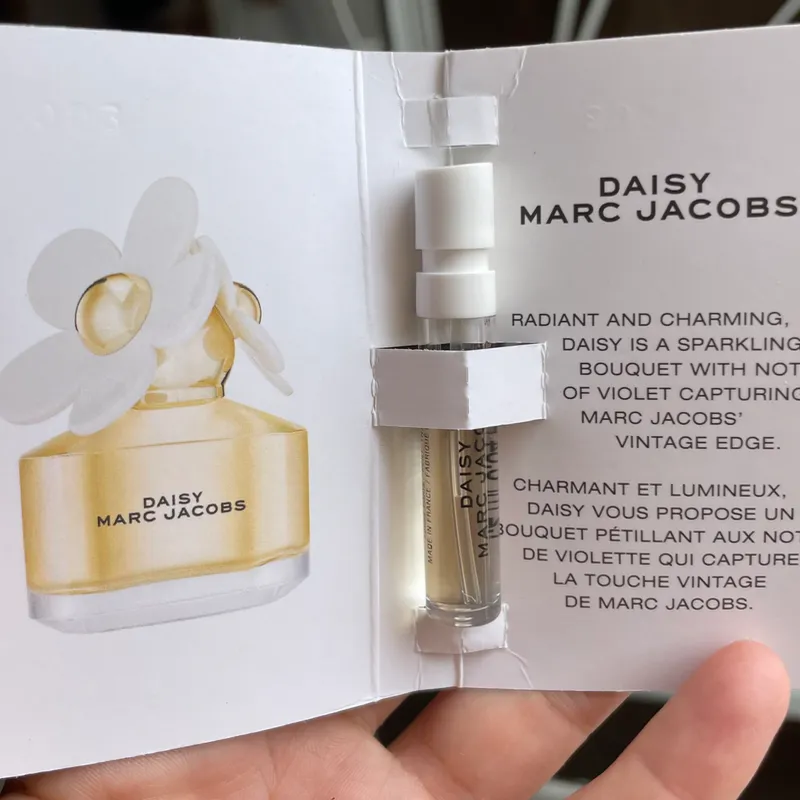 DAISY
MARC JACOBS
MADE IN FRANCE / FABRIQUÉ
DAISY
MARC JACOBS
DAISY
MARC JACOBS
RADIANT AND CHARMING,
DAISY IS A SPARKLING
BOUQUET WITH NOT
OF VIOLET CAPTURING
MARC JACOBS'
VINTAGE EDGE.
CHARMANT ET LUMINEUX,
DAISY VOUS PROPOSE UN
BOUQUET PÉTILLANT AUX NOT
DE VIOLETTE QUI CAPTURE
LA TOUCHE VINTAGE
DE MARC JACOBS.